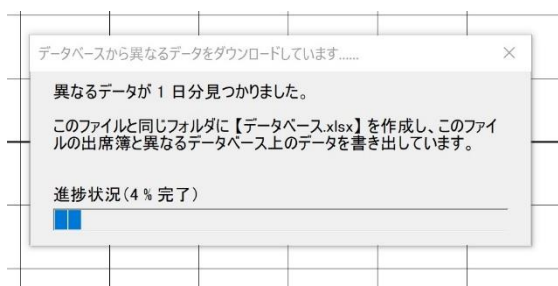 データベースから異なるデータをダウンロードしています......
異なるデータが 1 日分見つかりました。
このファイルと同じフォルダに【データベース.xlsx】を作成し、このファイ
ルの出席簿と異なるデータベース上のデータを書き出しています。
進捗状況(4 % 完了)